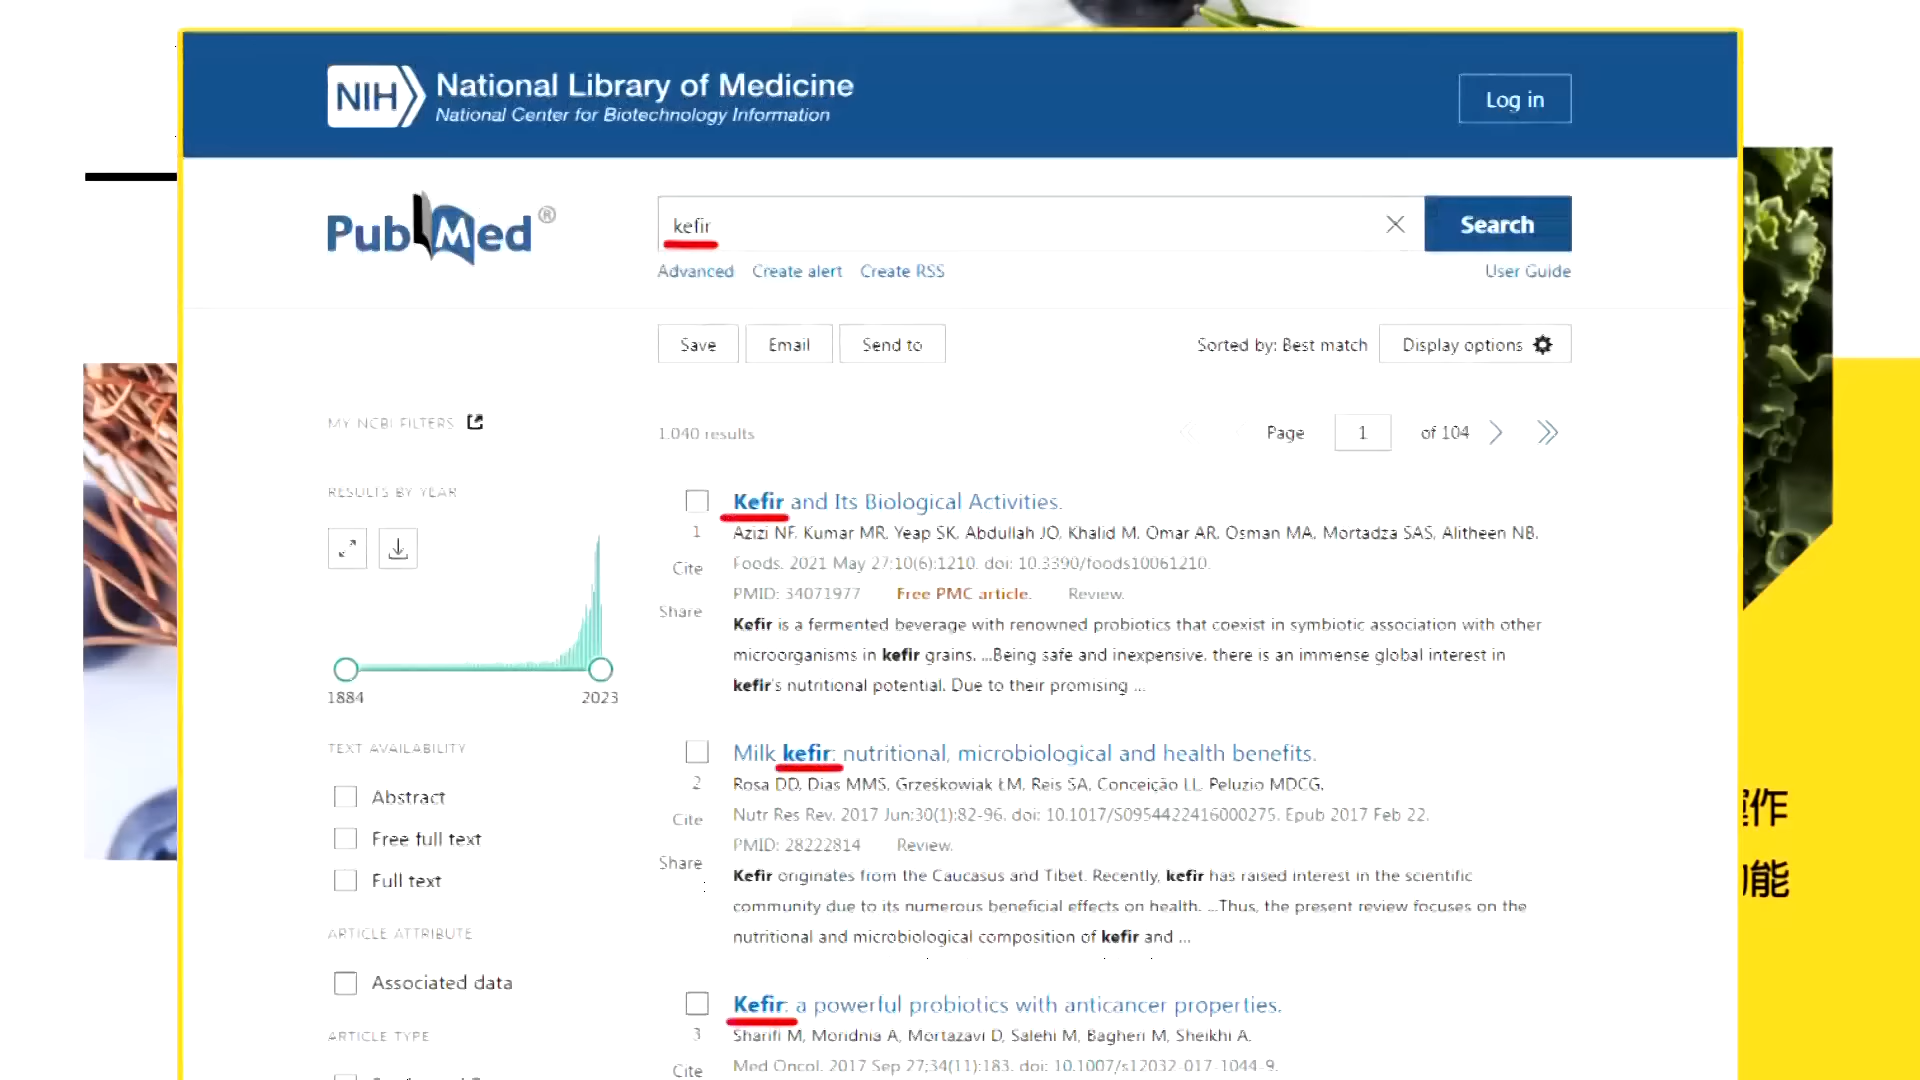 NIH National Library of Medicine
National Center for Biotechnology Information
Log in
PubMed®
kefir
Search
Advanced Create alert Create RSS
User Guide
Save Email Send to
Sorted by: Best match Display options
MY NCBI FILTERS
1,040 results
Page 1 of 104
RESULTS BY YEAR
1884 2023
TEXT AVAILABILITY
Abstract
Free full text
Full text
ARTICLE ATTRIBUTE
Associated data
ARTICLE TYPE
Kefir and Its Biological Activities.
1
Azizi NF, Kumar MR, Yeap SK, Abdullah JO, Khalid M, Omar AR, Osman MA, Mortadza SAS, Alitheen NB.
Cite
Foods. 2021 May 27;10(6):1210. doi: 10.3390/foods10061210.
PMID: 34071977 Free PMC article. Review.
Share
Kefir is a fermented beverage with renowned probiotics that coexist in symbiotic association with other
microorganisms in kefir grains. ...Being safe and inexpensive, there is an immense global interest in
kefir's nutritional potential. Due to their promising ...
Milk kefir: nutritional, microbiological and health benefits.
2
Rosa DD, Dias MMS, Grześkowiak ŁM, Reis SA, Conceição LL, Peluzio MDCG.
Cite
Nutr Res Rev. 2017 Jun;30(1):82-96. doi: 10.1017/S0954422416000275. Epub 2017 Feb 22.
PMID: 28222814 Review.
Share
Kefir originates from the Caucasus and Tibet. Recently, kefir has raised interest in the scientific
community due to its numerous beneficial effects on health. ...Thus, the present review focuses on the
nutritional and microbiological composition of kefir and ...
Kefir: a powerful probiotics with anticancer properties.
3
Sharifi M, Moridnia A, Mortazavi D, Salehi M, Bagheri M, Sheikhi A.
Cite
Med Oncol. 2017 Sep 27;34(11):183. doi: 10.1007/s12032-017-1044-9.
作
能